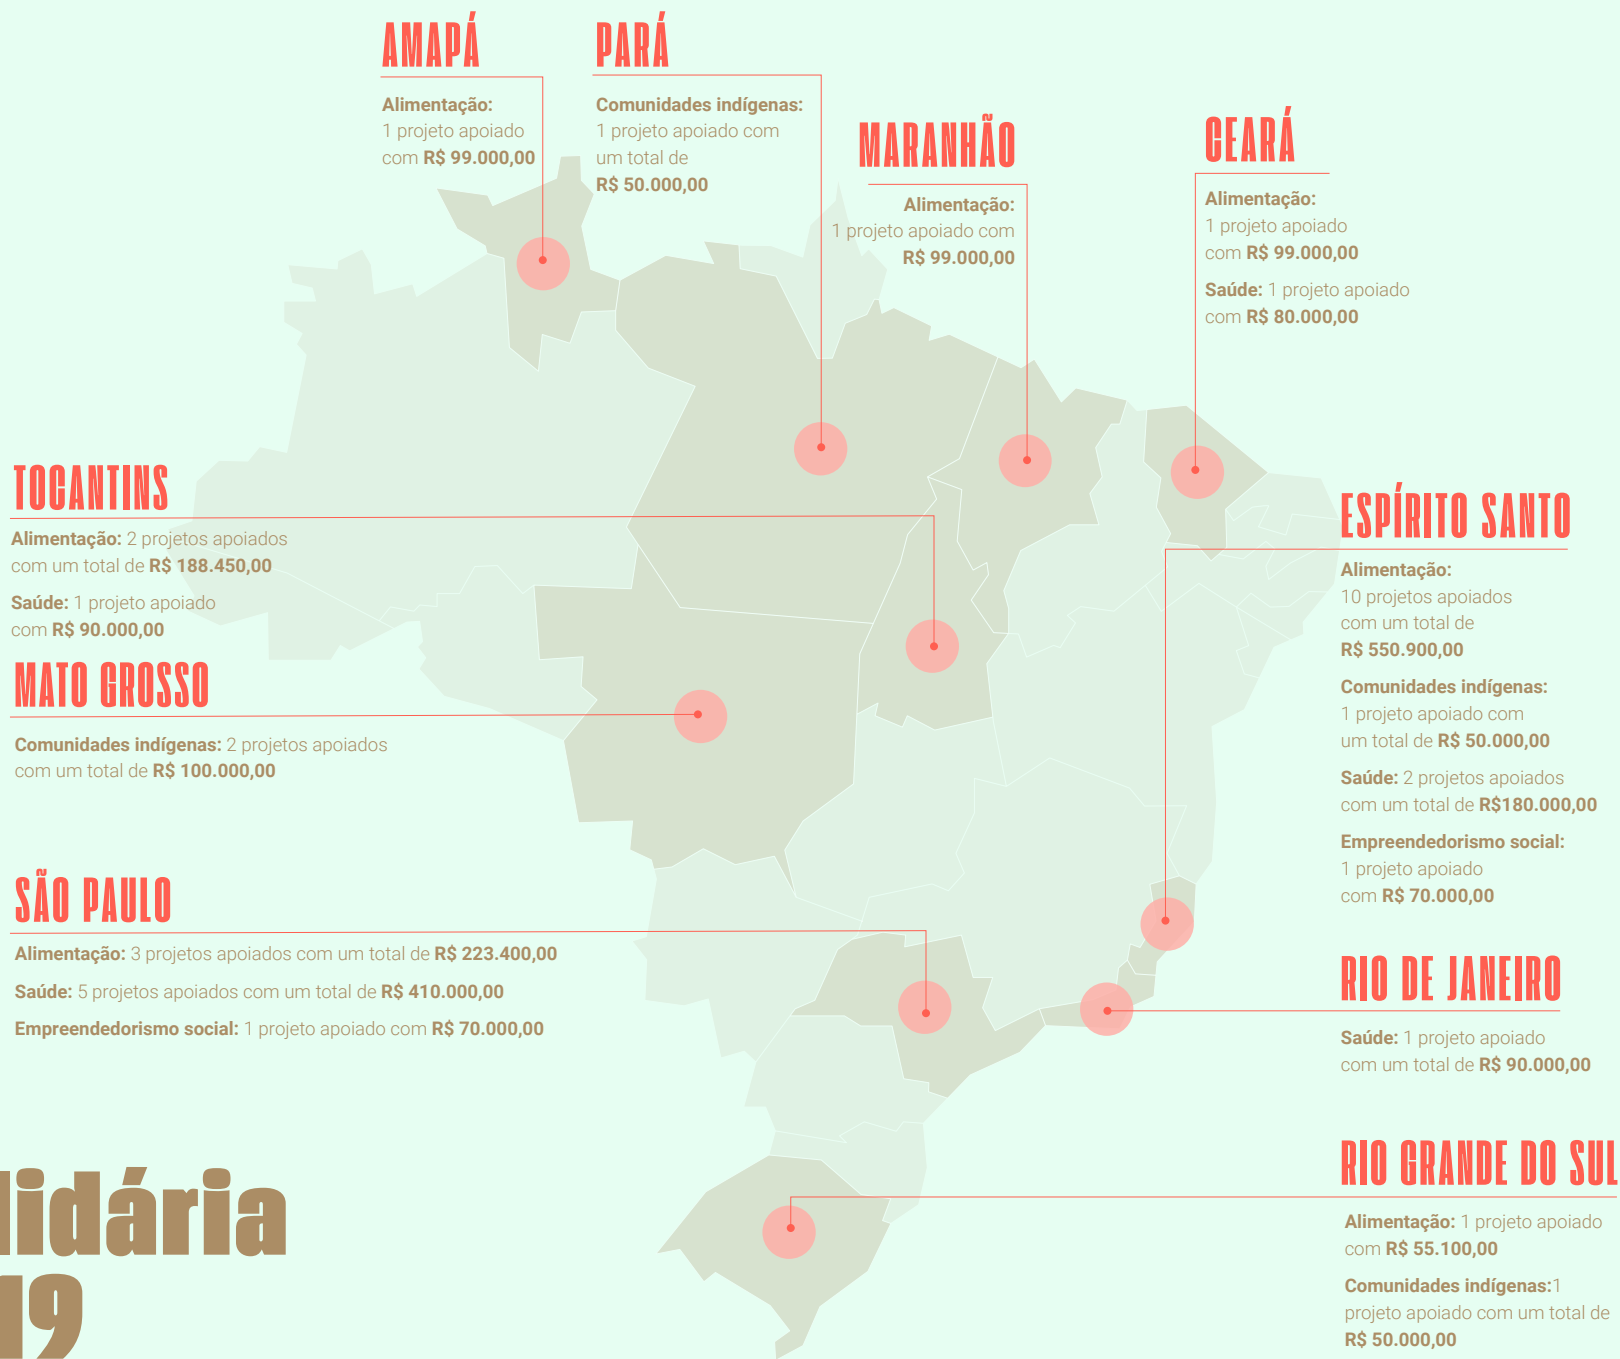 AMAPÁ
Alimentação:
1 projeto apoiado
com R$ 99.000,00
PARÁ
Comunidades indígenas:
1 projeto apoiado com
um total de
R$ 50.000,00
MARANHÃO
Alimentação:
1 projeto apoiado com
R$ 99.000,00
CEARÁ
Alimentação:
1 projeto apoiado
com R$ 99.000,00
Saúde: 1 projeto apoiado
com R$ 80.000,00
TOCANTINS
Alimentação: 2 projetos apoiados
com um total de R$ 188.450,00
Saúde: 1 projeto apoiado
com R$ 90.000,00
MATO GROSSO
Comunidades indígenas: 2 projetos apoiados
com um total de R$ 100.000,00
SÃO PAULO
Alimentação: 3 projetos apoiados com um total de R$ 223.400,00
Saúde: 5 projetos apoiados com um total de R$ 410.000,00
Empreendedorismo social: 1 projeto apoiado com R$ 70.000,00
ESPÍRITO SANTO
Alimentação:
10 projetos apoiados
com um total de
R$ 550.900,00
Comunidades indígenas:
1 projeto apoiado com
um total de R$ 50.000,00
Saúde: 2 projetos apoiados
com um total de R$180.000,00
Empreendedorismo social:
1 projeto apoiado
com R$ 70.000,00
RIO DE JANEIRO
Saúde: 1 projeto apoiado
com um total de R$ 90.000,00
RIO GRANDE DO SUL
Alimentação: 1 projeto apoiado
com R$ 55.100,00
Comunidades indígenas:1
projeto apoiado com um total de
R$ 50.000,00
lidária
19